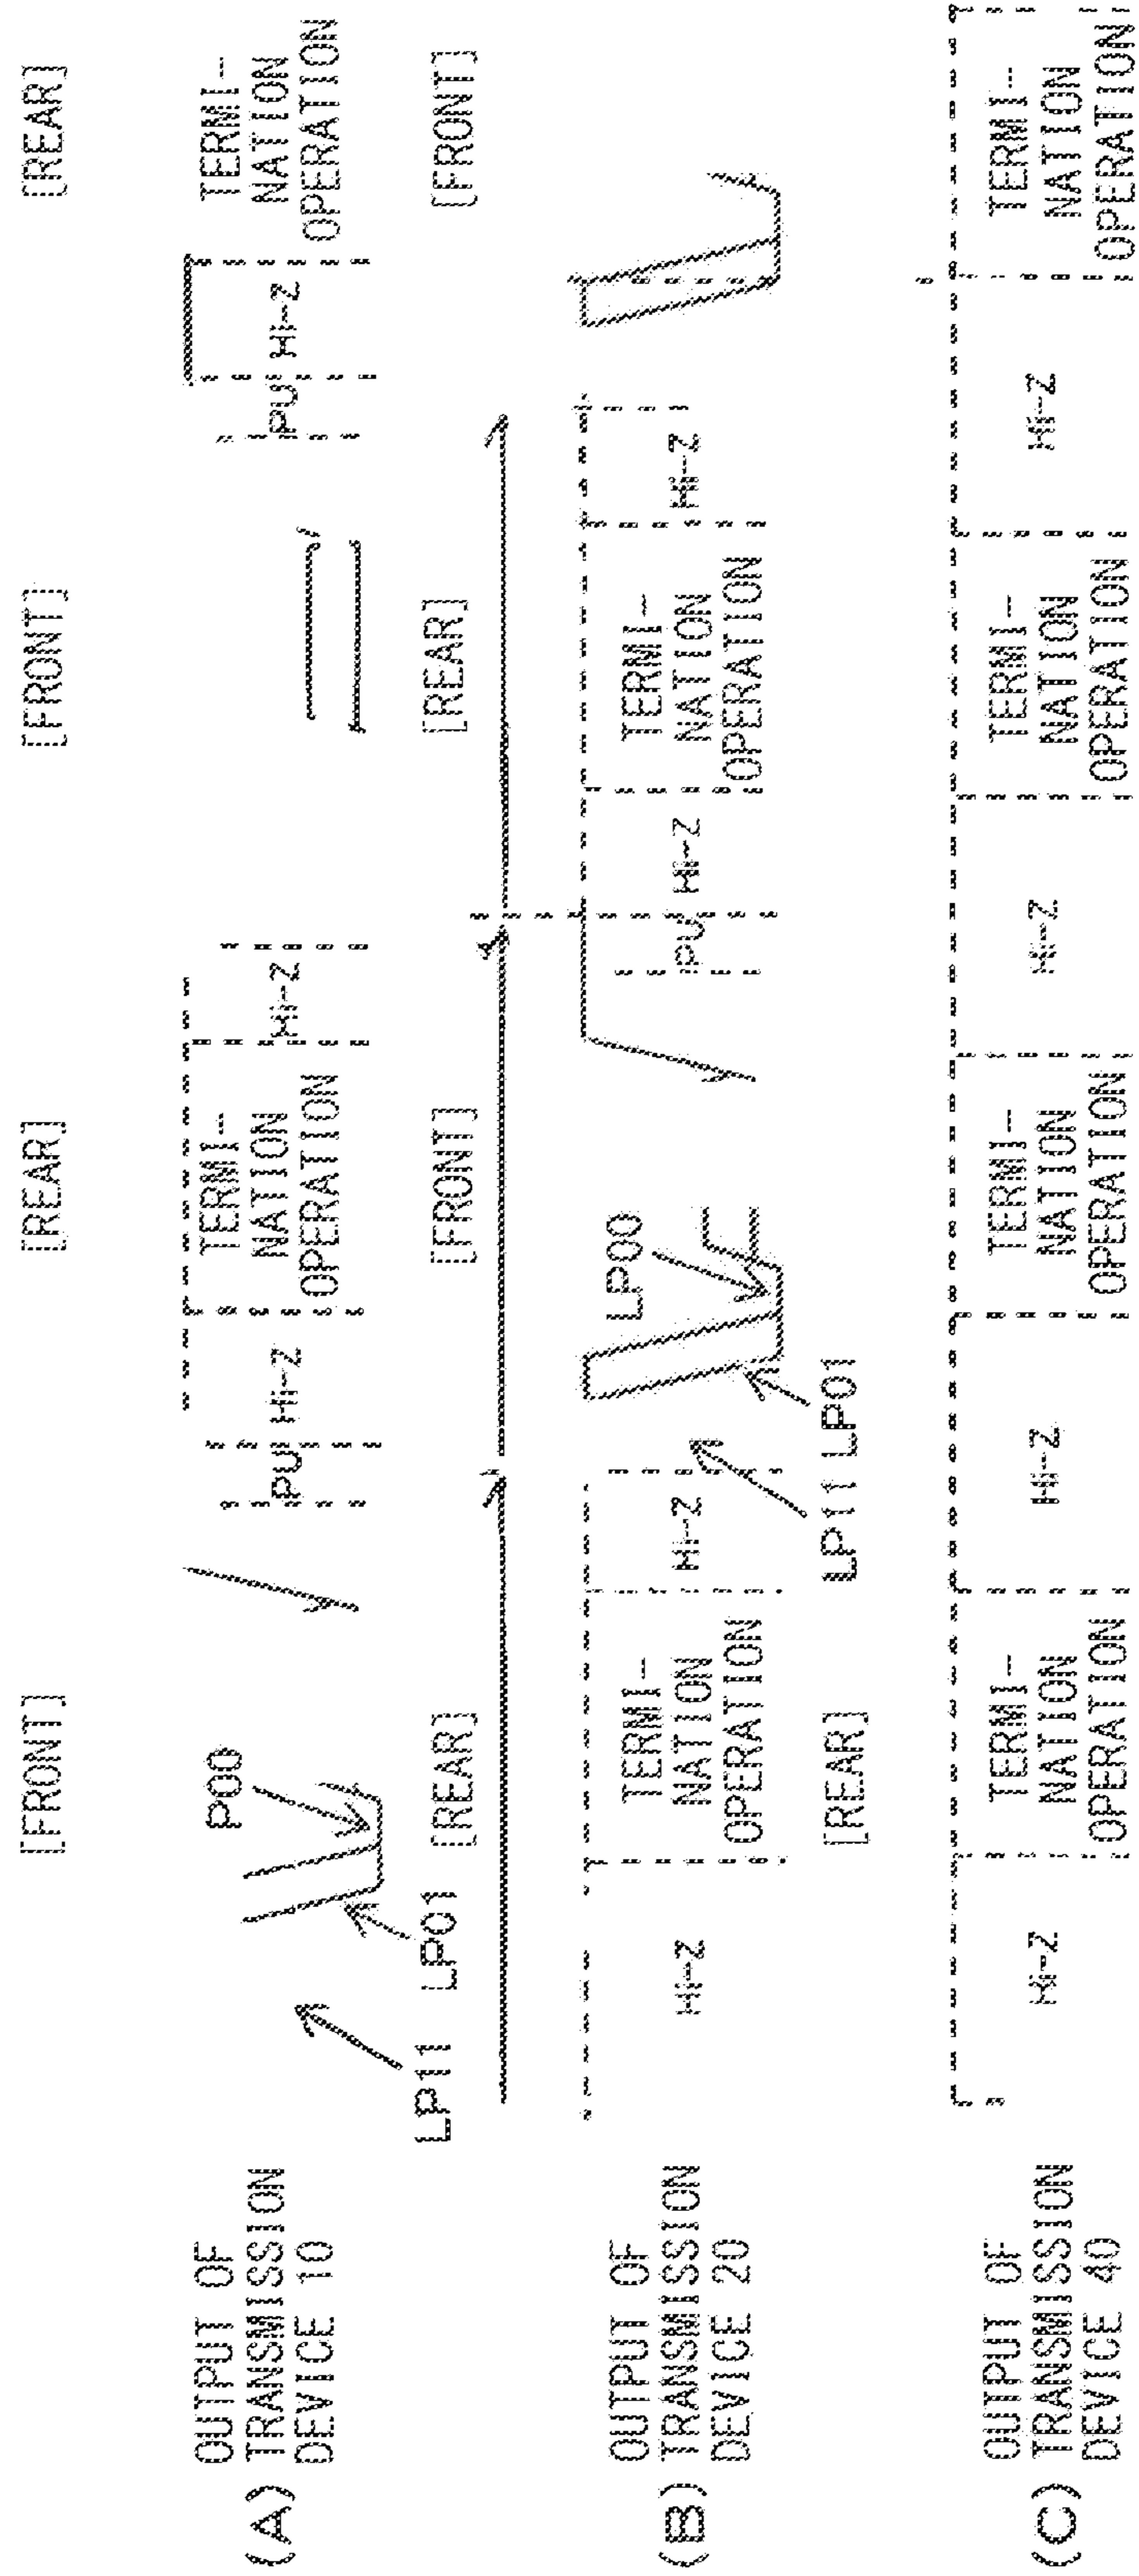 [FRONT] [REAR] [FRONT] [REAR]
(A) OUTPUT OF
TRANSMISSION
DEVICE 10
LP11 LP01 P00
PU Hi-Z
TERMI-
NATION
OPERATION
Hi-Z
PU Hi-Z
TERMI-
NATION
OPERATION
[REAR] [FRONT] [REAR] [FRONT]
(B) OUTPUT OF
TRANSMISSION
DEVICE 20
Hi-Z
TERMI-
NATION
OPERATION
Hi-Z
LP11 LP01 LP00
PU Hi-Z
TERMI-
NATION
OPERATION
Hi-Z
[REAR]
(C) OUTPUT OF
TRANSMISSION
DEVICE 40
Hi-Z
TERMI-
NATION
OPERATION
Hi-Z
TERMI-
NATION
OPERATION
Hi-Z
TERMI-
NATION
OPERATION
Hi-Z
TERMI-
NATION
OPERATION